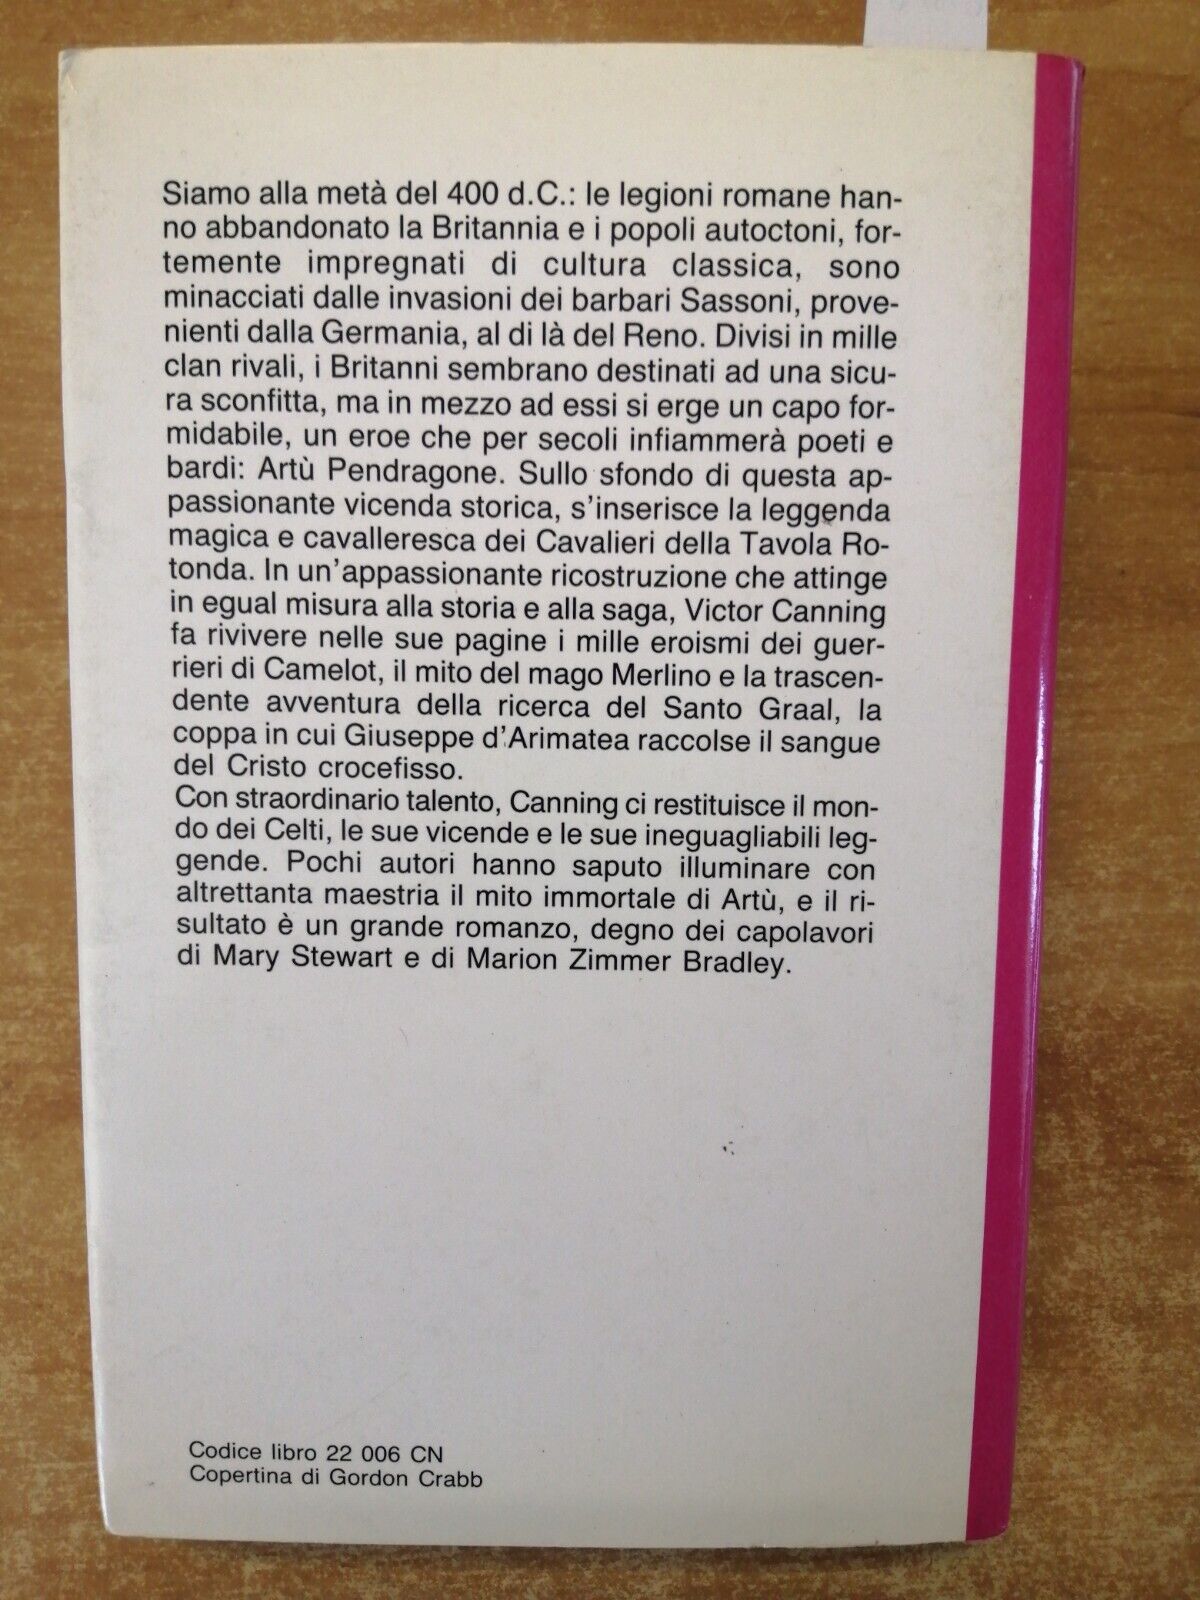 Siamo alla metà del 400 d.C.: le legioni romane han-
no abbandonato la Britannia e i popoli autoctoni, for-
temente impregnati di cultura classica, sono
minacciati dalle invasioni dei barbari Sassoni, prove-
nienti dalla Germania, al di là del Reno. Divisi in mille
clan rivali, i Britanni sembrano destinati ad una sicu-
ra sconfitta, ma in mezzo ad essi si erge un capo for-
midabile, un eroe che per secoli infiammerà poeti e
bardi: Artù Pendragone. Sullo sfondo di questa ap-
passionante vicenda storica, s'inserisce la leggenda
magica e cavalleresca dei Cavalieri della Tavola Ro-
tonda. In un'appassionante ricostruzione che attinge
in egual misura alla storia e alla saga, Victor Canning
fa rivivere nelle sue pagine i mille eroismi dei guer-
rieri di Camelot, il mito del mago Merlino e la trascen-
dente avventura della ricerca del Santo Graal, la
coppa in cui Giuseppe d'Arimatea raccolse il sangue
del Cristo crocefisso.
Con straordinario talento, Canning ci restituisce il mon-
do dei Celti, le sue vicende e le sue ineguagliabili leg-
gende. Pochi autori hanno saputo illuminare con
altrettanta maestria il mito immortale di Artù, e il ri-
sultato è un grande romanzo, degno dei capolavori
di Mary Stewart e di Marion Zimmer Bradley.
Codice libro 22 006 CN
Copertina di Gordon Crabb